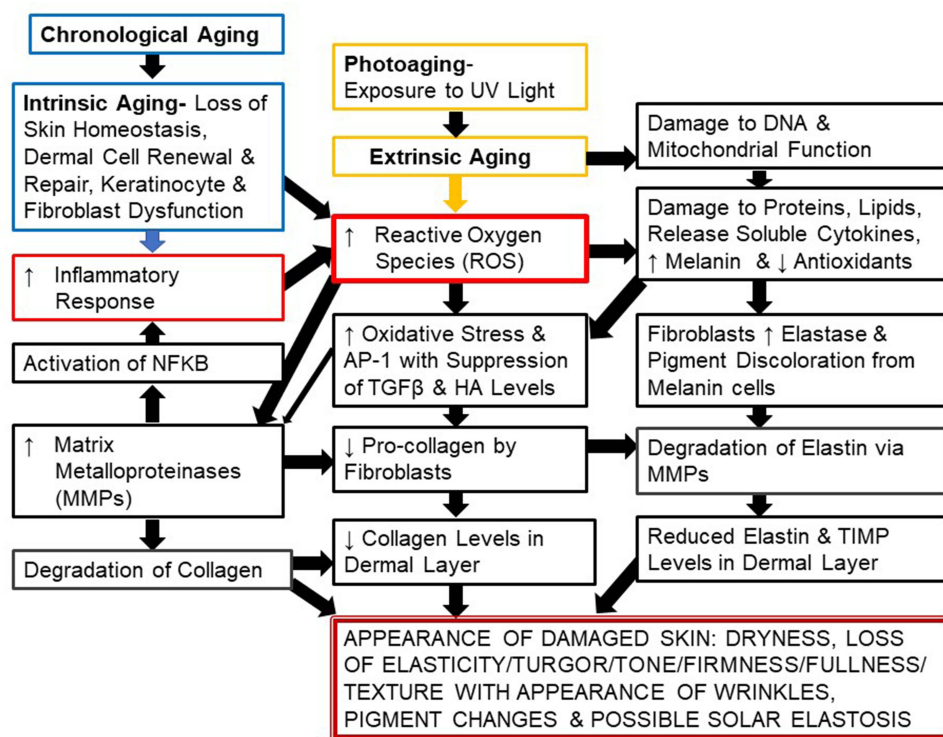 Chronological Aging
Intrinsic Aging- Loss of
Skin Homeostasis,
Dermal Cell Renewal &
Repair, Keratinocyte &
Fibroblast Dysfunction
↑ Inflammatory
Response
Activation of NFKB
↑ Matrix
Metalloproteinases
(MMPs)
Degradation of Collagen
Photoaging-
Exposure to UV Light
Extrinsic Aging
↑ Reactive Oxygen
Species (ROS)
↑ Oxidative Stress &
AP-1 with Suppression
of TGFβ & HA Levels
↓ Pro-collagen by
Fibroblasts
↓ Collagen Levels in
Dermal Layer
Damage to DNA &
Mitochondrial Function
Damage to Proteins, Lipids,
Release Soluble Cytokines,
↑ Melanin & ↓ Antioxidants
Fibroblasts ↑ Elastase &
Pigment Discoloration from
Melanin cells
Degradation of Elastin via
MMPs
Reduced Elastin & TIMP
Levels in Dermal Layer
APPEARANCE OF DAMAGED SKIN: DRYNESS, LOSS
OF ELASTICITY/TURGOR/TONE/FIRMNESS/FULLNESS/
TEXTURE WITH APPEARANCE OF WRINKLES,
PIGMENT CHANGES & POSSIBLE SOLAR ELASTOSIS